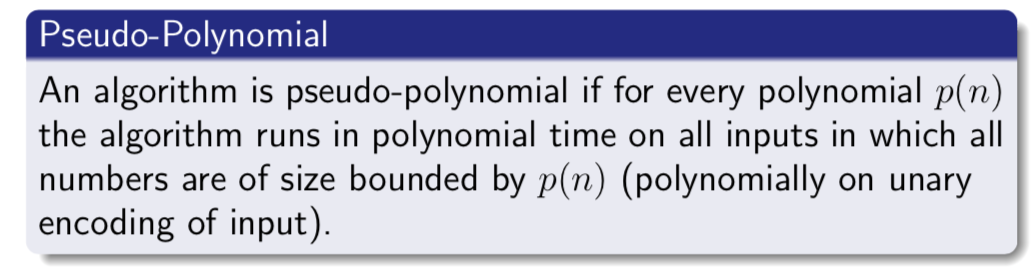 Pseudo-Polynomial
An algorithm is pseudo-polynomial if for every polynomial p(n)
the algorithm runs in polynomial time on all inputs in which all
numbers are of size bounded by p(n) (polynomially on unary
encoding of input).